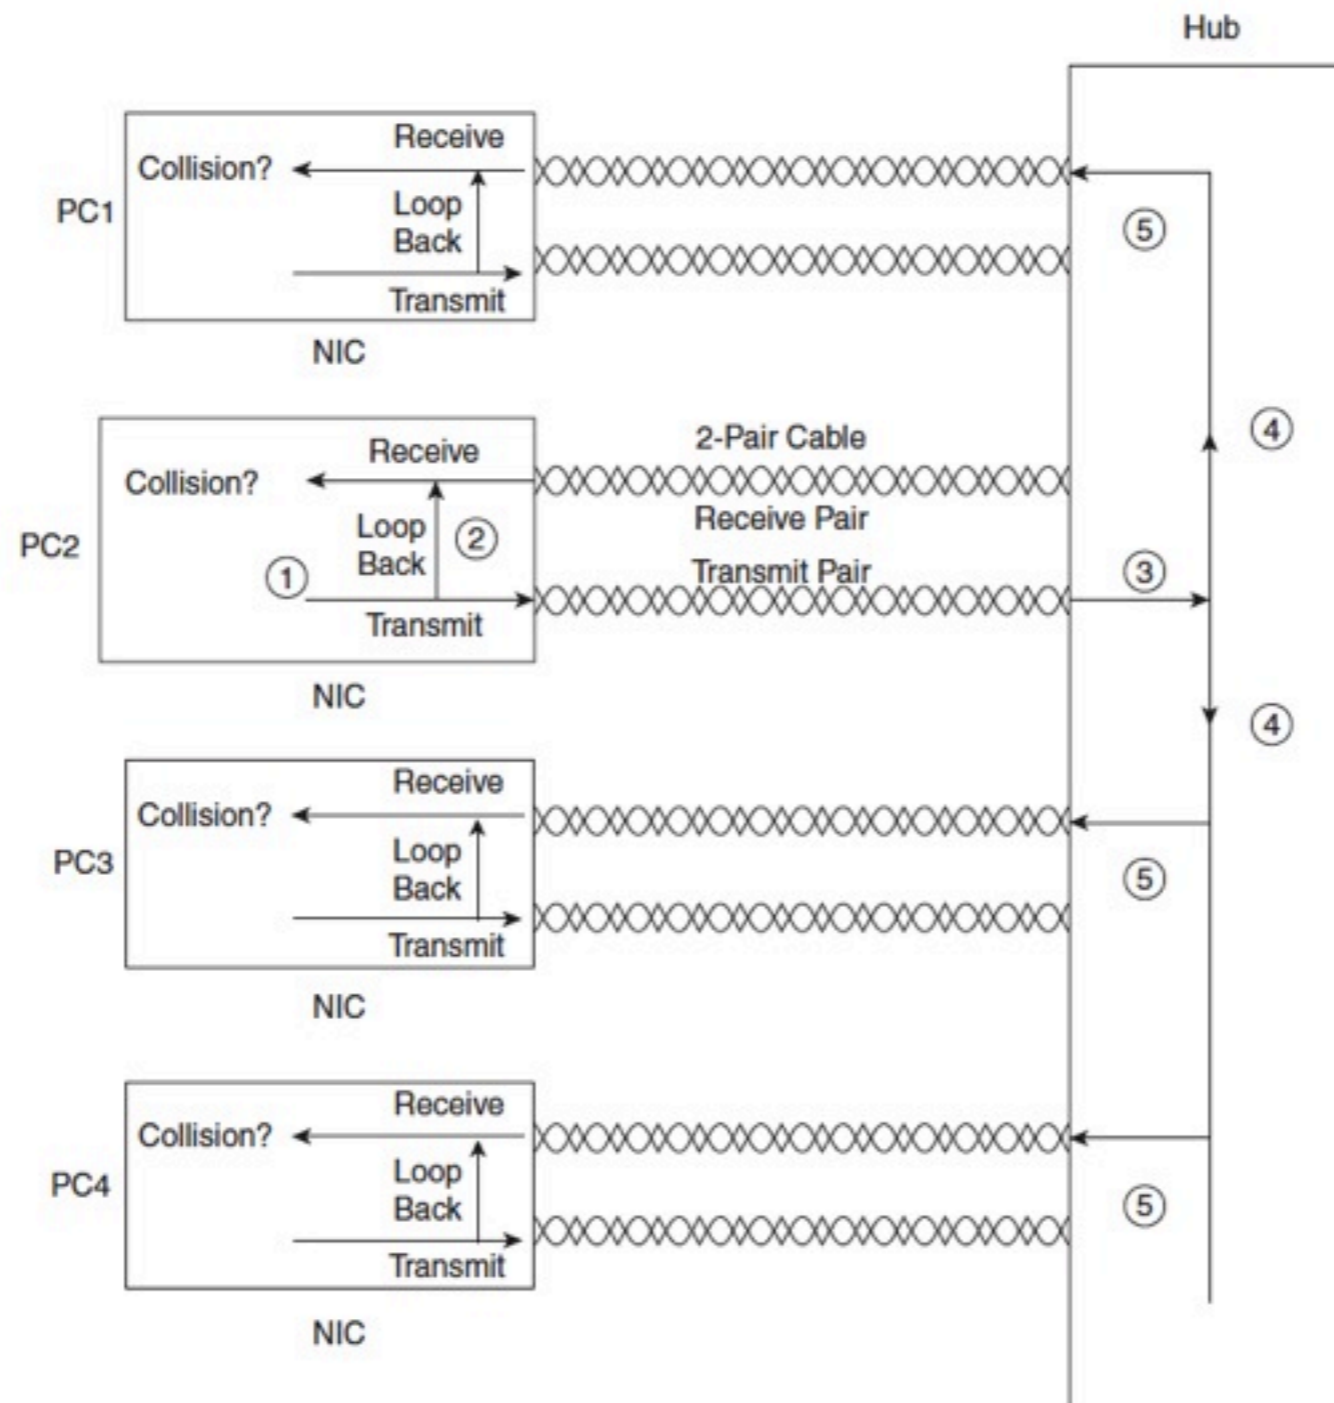 Hub
Receive
Collision?
PC1
Loop
Back
⑤
Transmit
NIC
④
2-Pair Cable
Receive
Collision?
Receive Pair
PC2
Loop
Back
②
①
Transmit Pair
③
Transmit
NIC
④
Receive
Collision?
PC3
Loop
Back
⑤
Transmit
NIC
Receive
Collision?
PC4
Loop
Back
⑤
Transmit
NIC